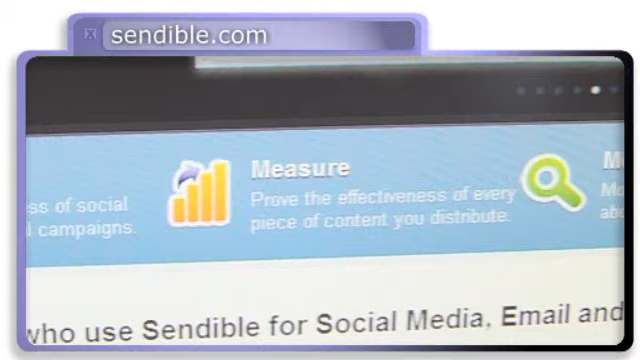 sendible.com
Measure
ess of social
campaigns.
Prove the effectiveness of every
piece of content you distribute.
who use Sendible for Social Media, Email and